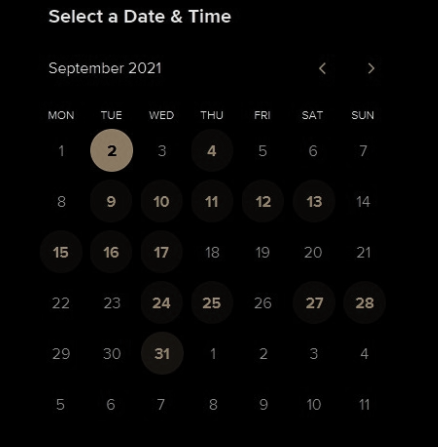 Select a Date & Time
September 2021
MON TUE WED THU FRI SAT SUN
1 2 3 4 5 6 7
8 9 10 11 12 13 14
15 16 17 18 19 20 21
22 23 24 25 26 27 28
29 30 31 1 2 3 4
5 6 7 8 9 10 11